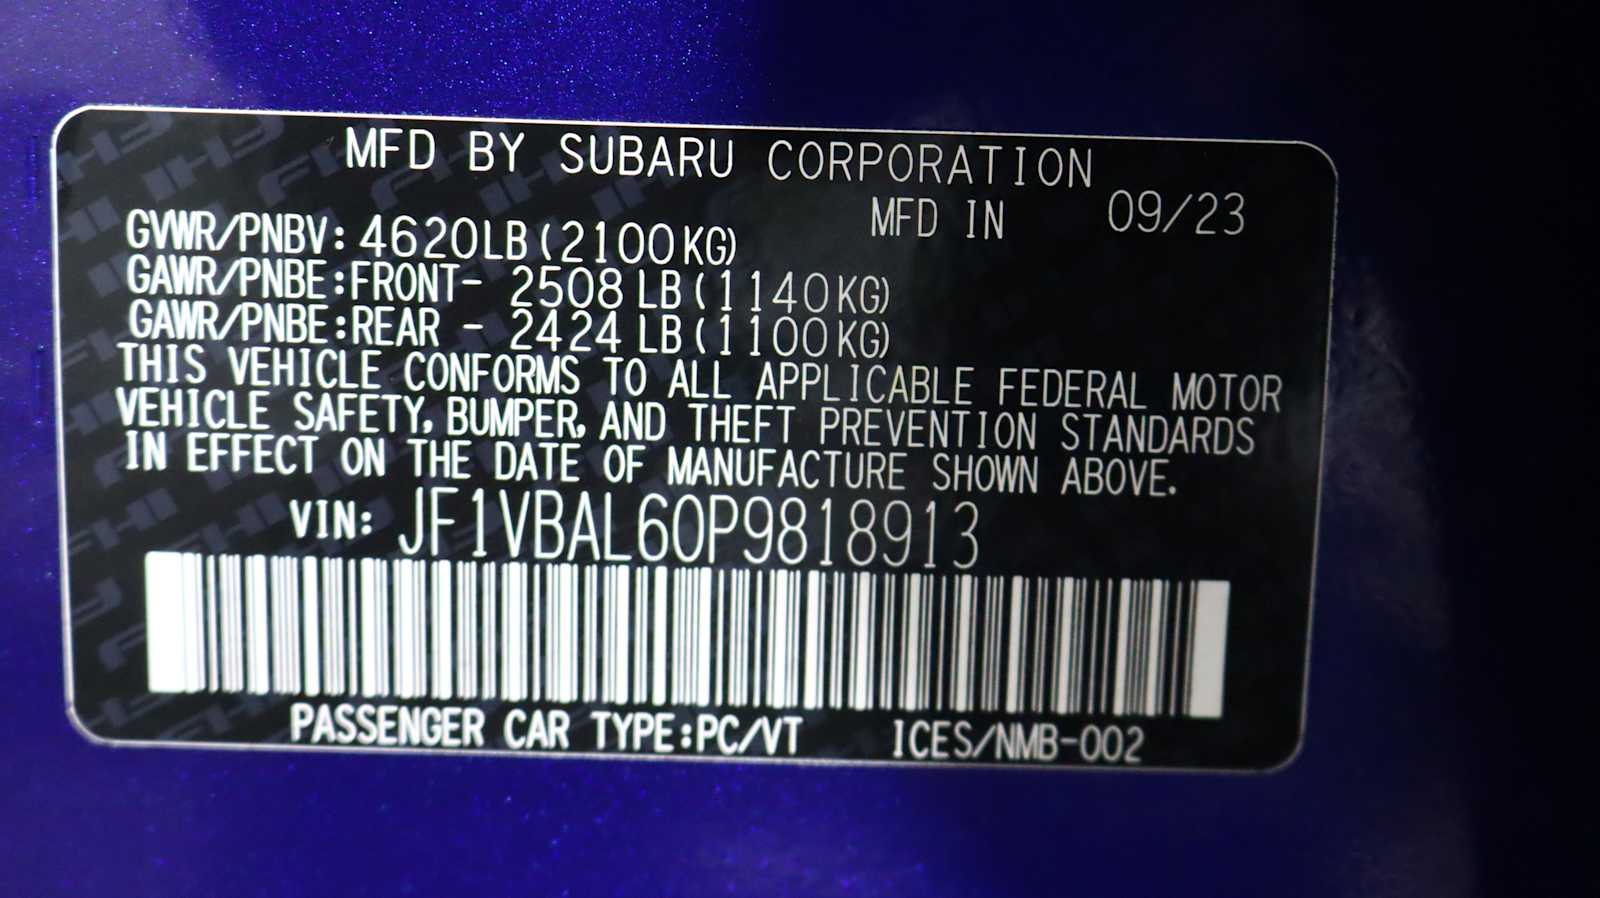 MFD BY SUBARU CORPORATION
MFD IN 09/23
GVWR/PNBV: 4620LB (2100KG)
GAWR/PNBE:FRONT- 2508 LB (1140KG)
GAWR/PNBE:REAR - 2424 LB (1100KG)
THIS VEHICLE CONFORMS TO ALL APPLICABLE FEDERAL MOTOR
VEHICLE SAFETY, BUMPER, AND THEFT PREVENTION STANDARDS
IN EFFECT ON THE DATE OF MANUFACTURE SHOWN ABOVE.
VIN: JF1VBAL60P9818913
PASSENGER CAR TYPE:PC/VT ICES/NMB-002